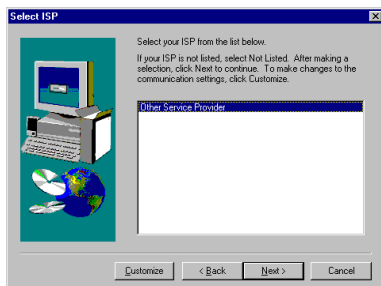 Select ISP
Select your ISP from the list below.
If your ISP is not listed, select Not Listed. After making a
selection, click Next to continue. To make changes to the
communication settings, click Customize.
Other Service Provider
Customize
< Back
Next >
Cancel